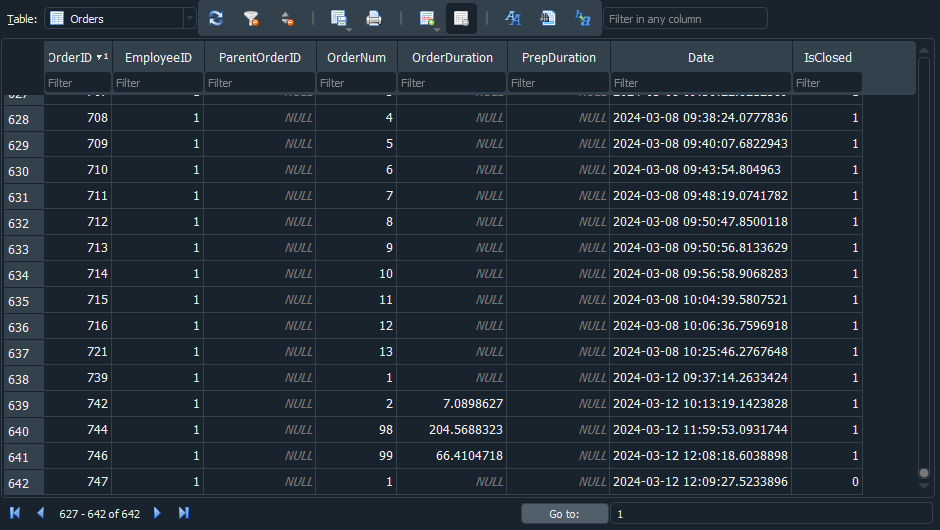 Table: Orders Filter in any column
OrderID 1 EmployeeID ParentOrderID OrderNum OrderDuration PrepDuration Date IsClosed
Filter Filter Filter Filter Filter Filter Filter Filter
628 708 1 NULL 4 NULL NULL 2024-03-08 09:38:24.0777836 1
629 709 1 NULL 5 NULL NULL 2024-03-08 09:40:07.6822943 1
630 710 1 NULL 6 NULL NULL 2024-03-08 09:43:54.804963 1
631 711 1 NULL 7 NULL NULL 2024-03-08 09:48:19.0741782 1
632 712 1 NULL 8 NULL NULL 2024-03-08 09:50:47.8500118 1
633 713 1 NULL 9 NULL NULL 2024-03-08 09:50:56.8133629 1
634 714 1 NULL 10 NULL NULL 2024-03-08 09:56:58.9068283 1
635 715 1 NULL 11 NULL NULL 2024-03-08 10:04:39.5807521 1
636 716 1 NULL 12 NULL NULL 2024-03-08 10:06:36.7596918 1
637 721 1 NULL 13 NULL NULL 2024-03-08 10:25:46.2767648 1
638 739 1 NULL 1 NULL NULL 2024-03-12 09:37:14.2633424 1
639 742 1 NULL 2 7.0898627 NULL 2024-03-12 10:13:19.1423828 1
640 744 1 NULL 98 204.5688323 NULL 2024-03-12 11:59:53.0931744 1
641 746 1 NULL 99 66.4104718 NULL 2024-03-12 12:08:18.6038898 1
642 747 1 NULL 1 NULL NULL 2024-03-12 12:09:27.5233896 0
627 - 642 of 642 Go to: 1